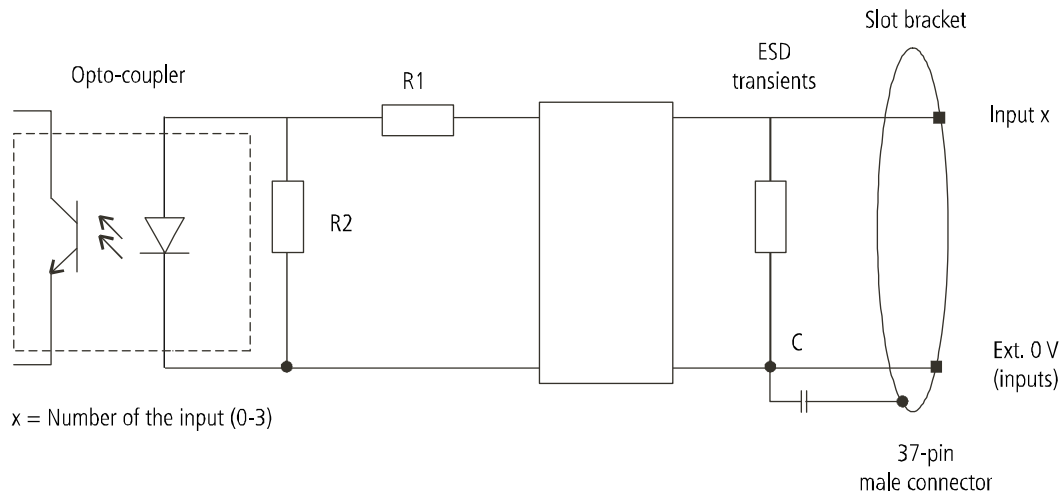 Slot bracket
Opto-coupler
R1
ESD
transients
Input x
R2
C
Ext. 0 V
(inputs)
x = Number of the input (0-3)
37-pin
male connector